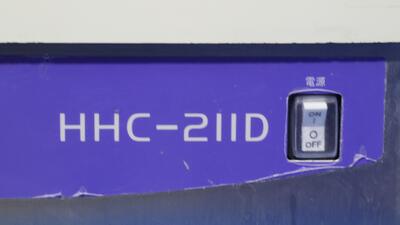 電源
HHC-211D
ON
I
O
OFF